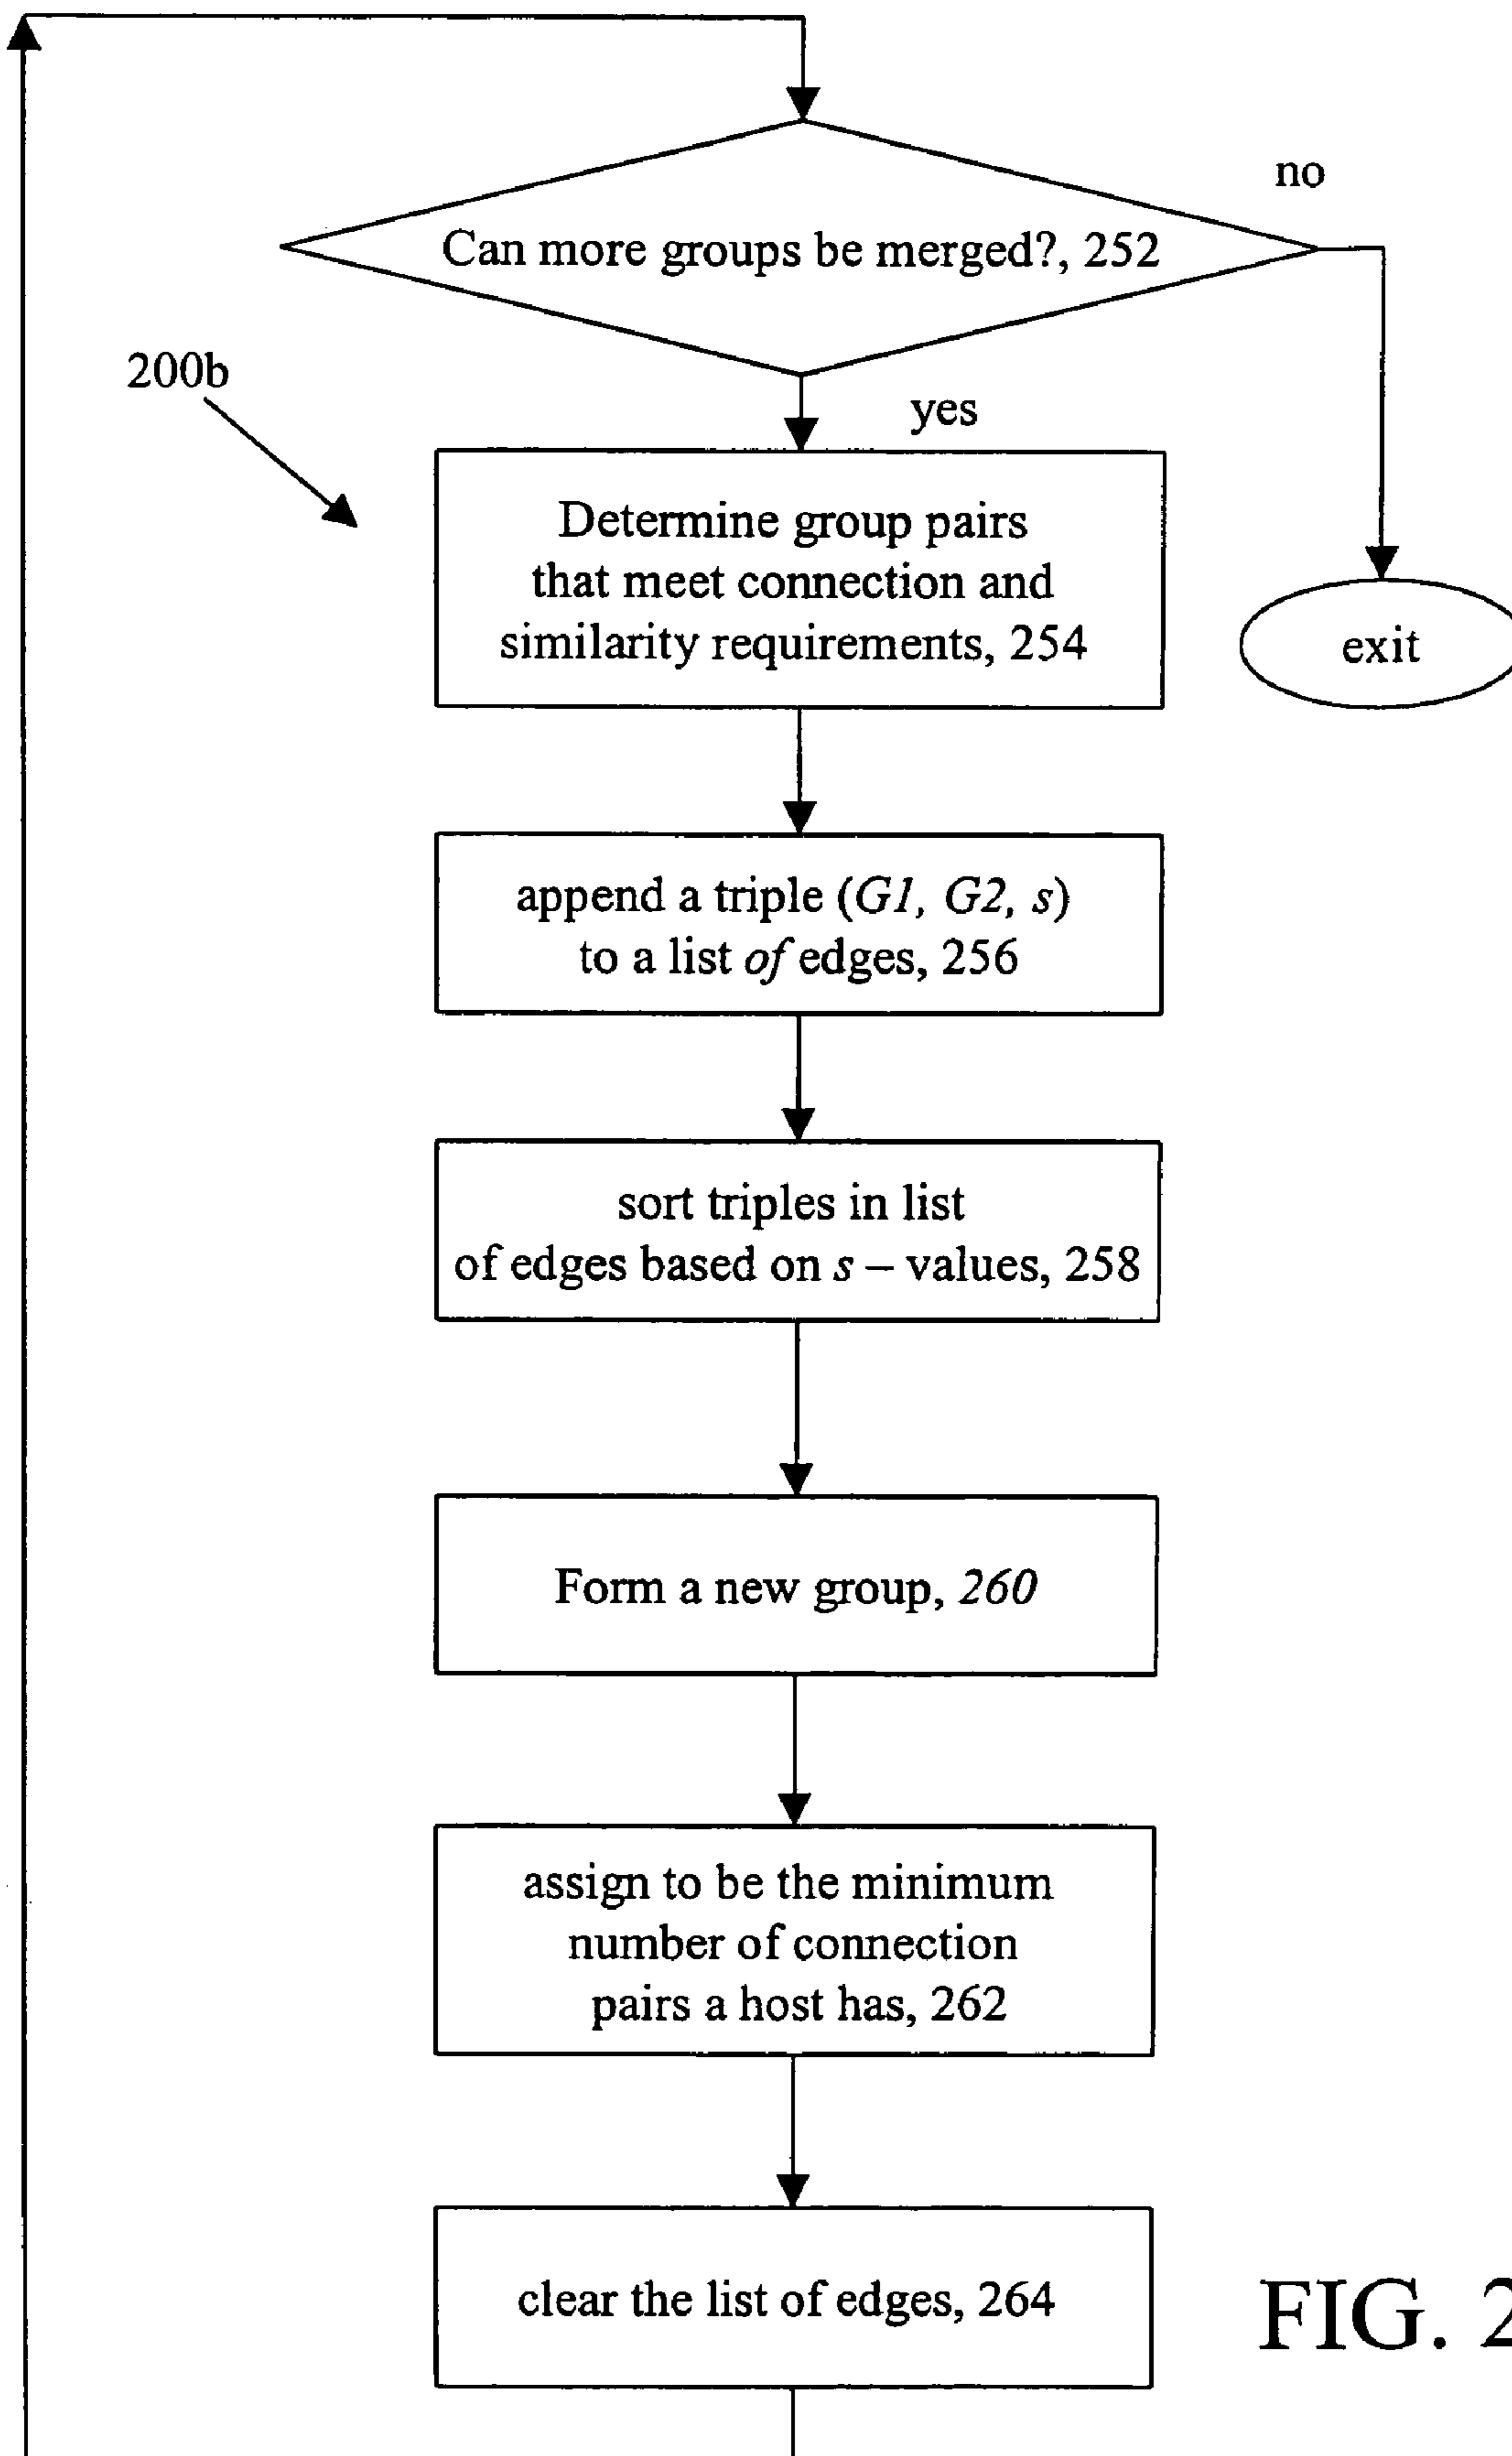 no
Can more groups be merged?, 252
200b
yes
Determine group pairs
that meet connection and
similarity requirements, 254
exit
append a triple (G1, G2, s)
to a list of edges, 256
sort triples in list
of edges based on s – values, 258
Form a new group, 260
assign to be the minimum
number of connection
pairs a host has, 262
clear the list of edges, 264
FIG. 2